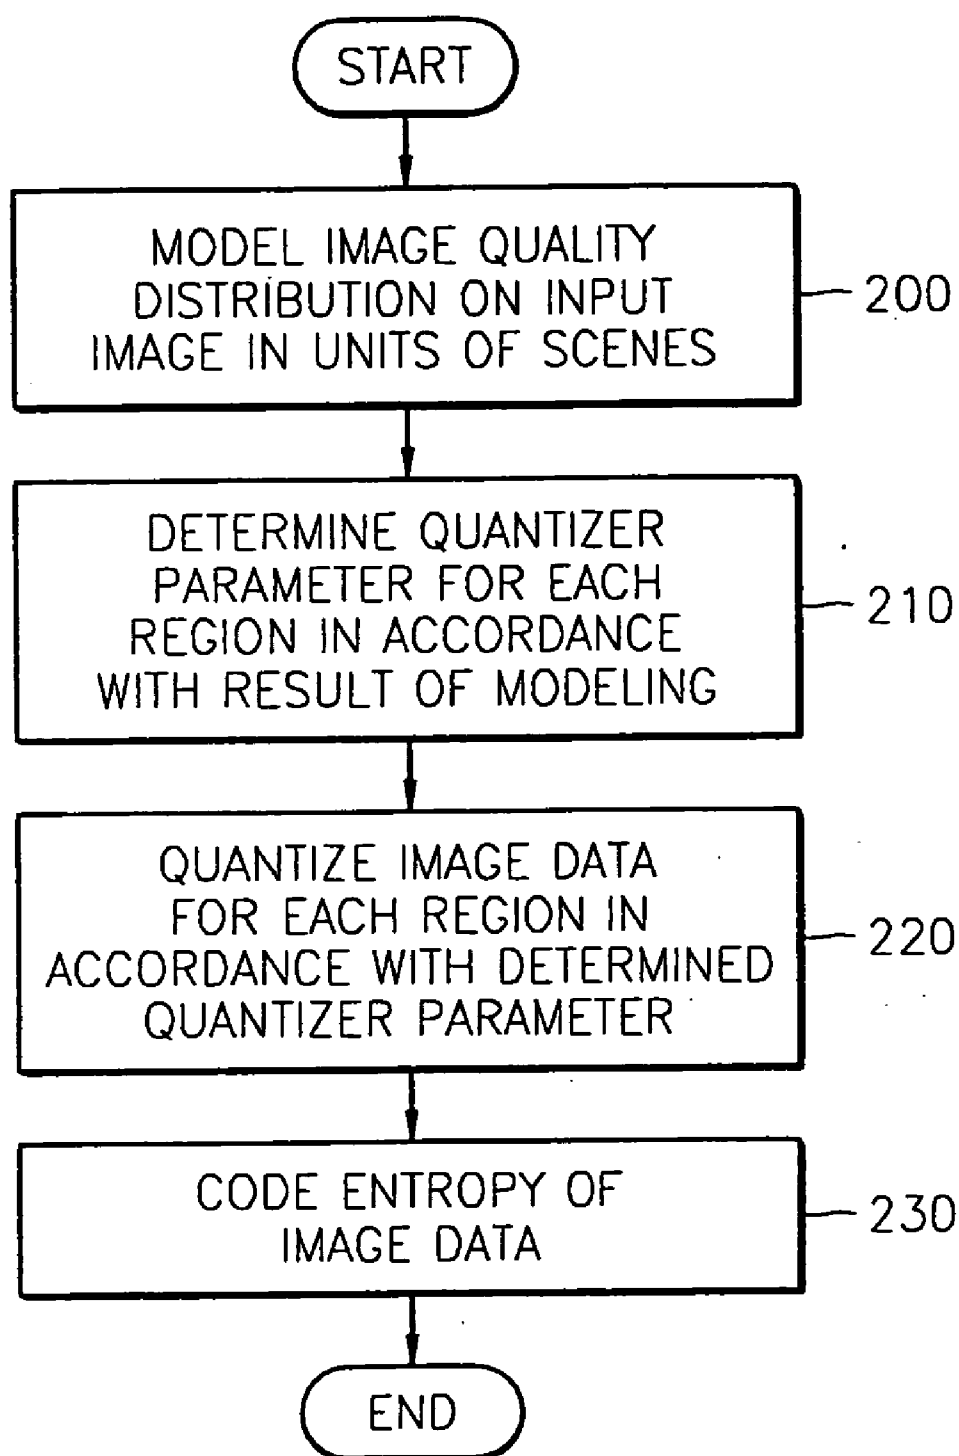 START
MODEL IMAGE QUALITY
DISTRIBUTION ON INPUT
IMAGE IN UNITS OF SCENES
200
DETERMINE QUANTIZER
PARAMETER FOR EACH
REGION IN ACCORDANCE
WITH RESULT OF MODELING
210
QUANTIZE IMAGE DATA
FOR EACH REGION IN
ACCORDANCE WITH DETERMINED
QUANTIZER PARAMETER
220
CODE ENTROPY OF
IMAGE DATA
230
END